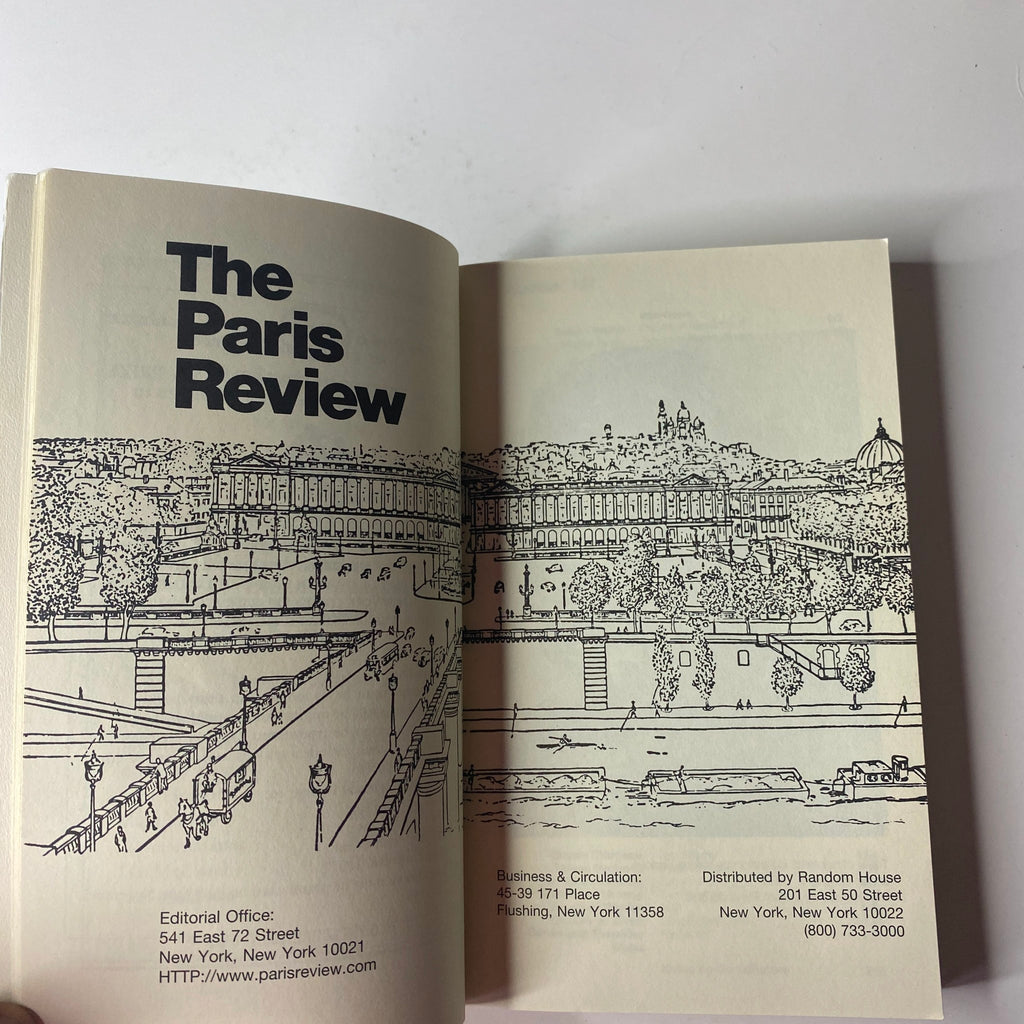 The
Paris
Review
Editorial Office:
541 East 72 Street
New York, New York 10021
HTTP://www.parisreview.com
Business & Circulation:
45-39 171 Place
Flushing, New York 11358
Distributed by Random House
201 East 50 Street
New York, New York 10022
(800) 733-3000